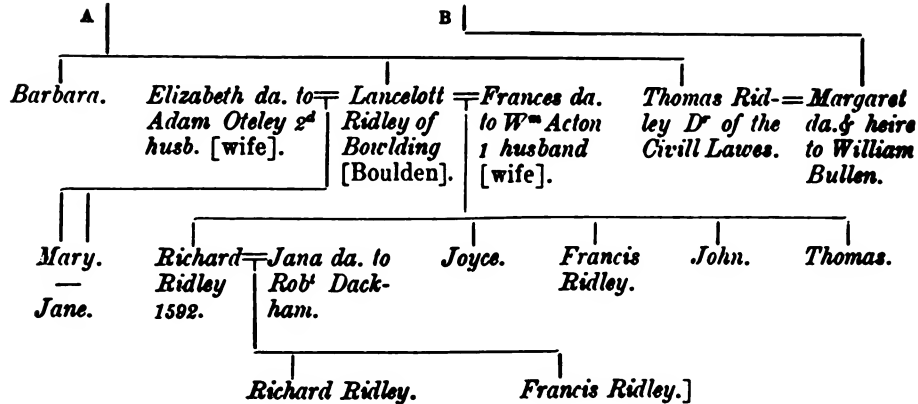 A B
Barbara. Elizabeth da. to = Lancelott = Frances da. Thomas Rid- = Margaret
Adam Oteley 2ᵈ Ridley of to Wᵐ Acton ley Dʳ of the da. & heire
husb. [wife]. Bowlding 1 husband Civill Lawes. to William
[Boulden]. [wife]. Bullen.
Mary. Richard = Jana da. to Joyce. Francis John. Thomas.
— Ridley Robᵗ Dack- Ridley.
Jane. 1592. ham.
Richard Ridley. Francis Ridley.]